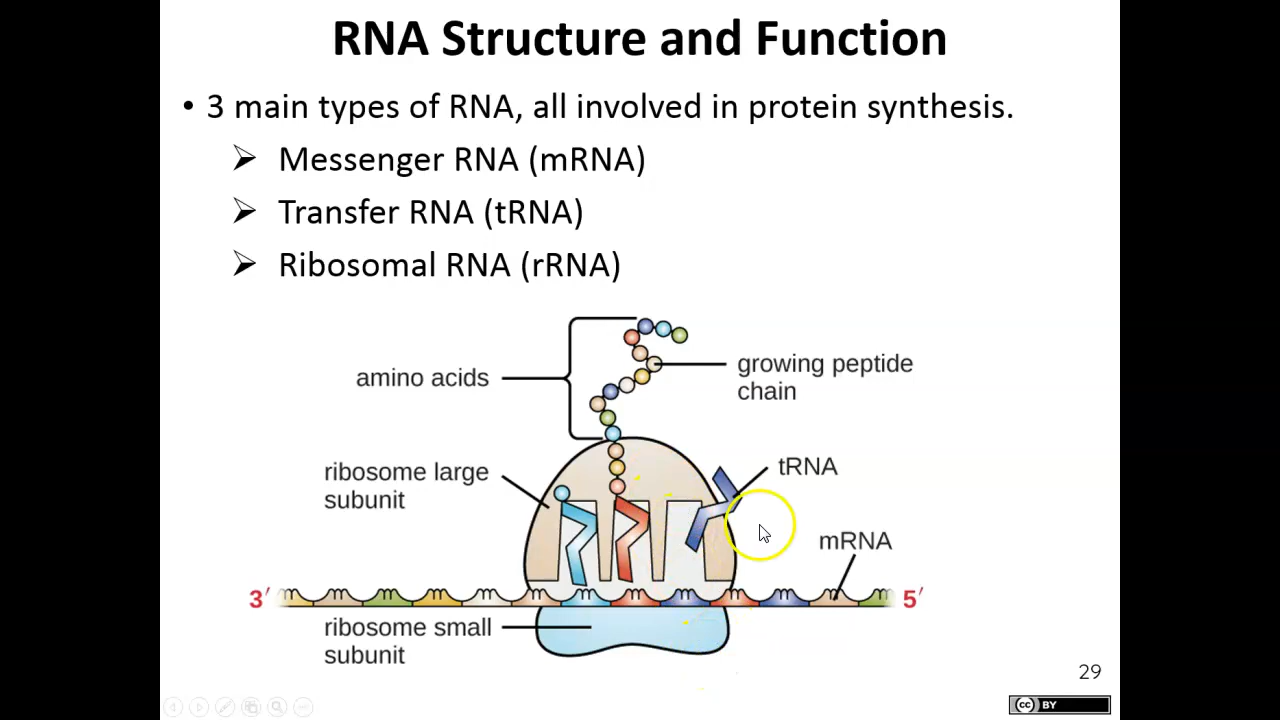 RNA Structure and Function
• 3 main types of RNA, all involved in protein synthesis.
➢ Messenger RNA (mRNA)
➢ Transfer RNA (tRNA)
➢ Ribosomal RNA (rRNA)
amino acids
growing peptide
chain
ribosome large
subunit
tRNA
mRNA
3′
5′
ribosome small
subunit
29
cc BY